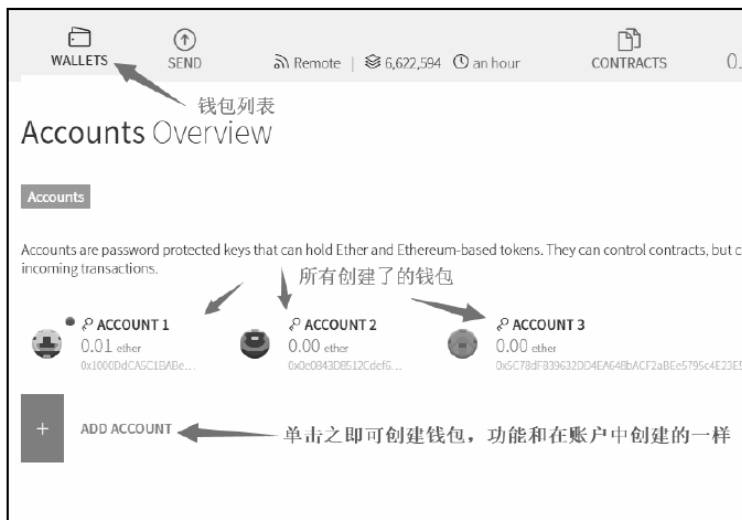 WALLETS SEND Remote | 6,622,594 an hour CONTRACTS 0.
钱包列表
Accounts Overview
Accounts
Accounts are password protected keys that can hold Ether and Ethereum-based tokens. They can control contracts, but c
incoming transactions.
所有创建了的钱包
ACCOUNT 1 ACCOUNT 2 ACCOUNT 3
0.01 ether 0.00 ether 0.00 ether
ADD ACCOUNT
单击之即可创建钱包，功能和在账户中创建的一样